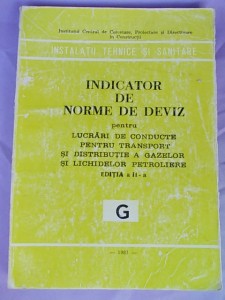 Institutul Central de Cercetare, Proiectare și Directivare
în Construcții
INSTALAȚII TEHNICE ȘI SANITARE
INDICATOR
DE
NORME DE DEVIZ
pentru
LUCRĂRI DE CONDUCTE
PENTRU TRANSPORT
ȘI DISTRIBUȚIE A GAZELOR
ȘI LICHIDELOR PETROLIERE
EDIȚIA a II-a
G
— 1981 —